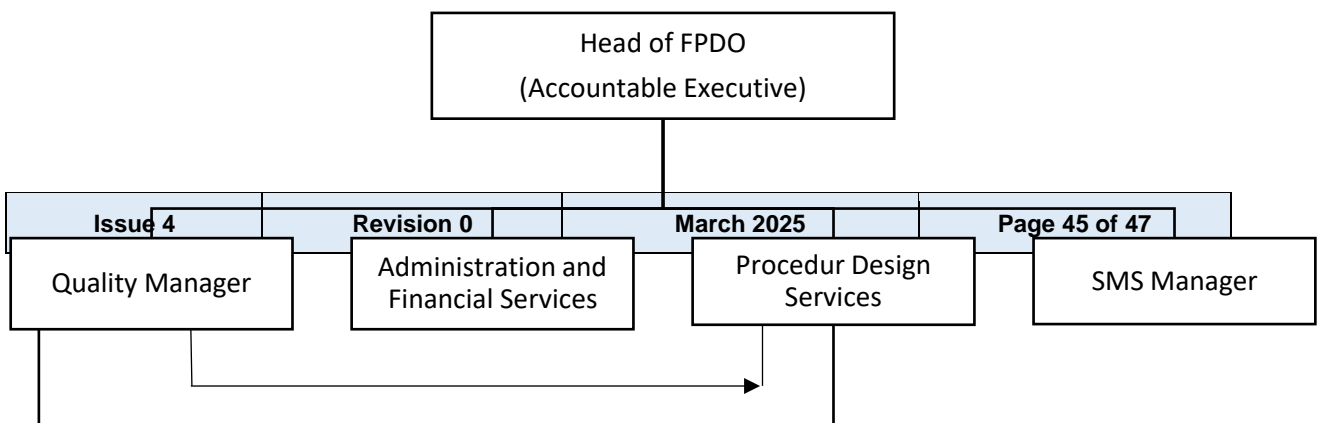 Head of FPDO
(Accountable Executive)
Issue 4 Revision 0 March 2025 Page 45 of 47
Quality Manager
Administration and
Financial Services
Procedur Design
Services
SMS Manager